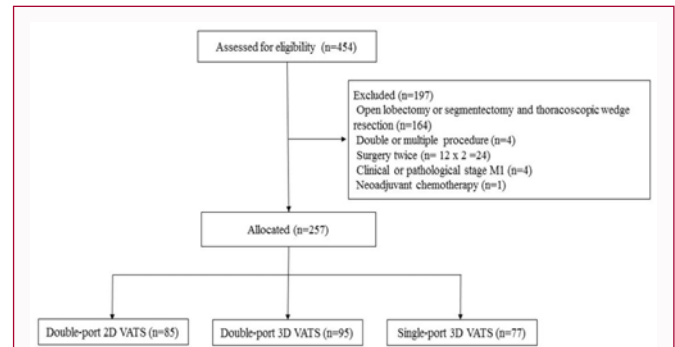 Assessed for eligibility (n=454)
Excluded (n=197)
Open lobectomy or segmentectomy and thoracoscopic wedge
resection (n=164)
Double or multiple procedure (n=4)
Surgery twice (n= 12 x 2 =24)
Clinical or pathological stage M1 (n=4)
Neoadjuvant chemotherapy (n=1)
Allocated (n=257)
Double-port 2D VATS (n=85)
Double-port 3D VATS (n=95)
Single-port 3D VATS (n=77)